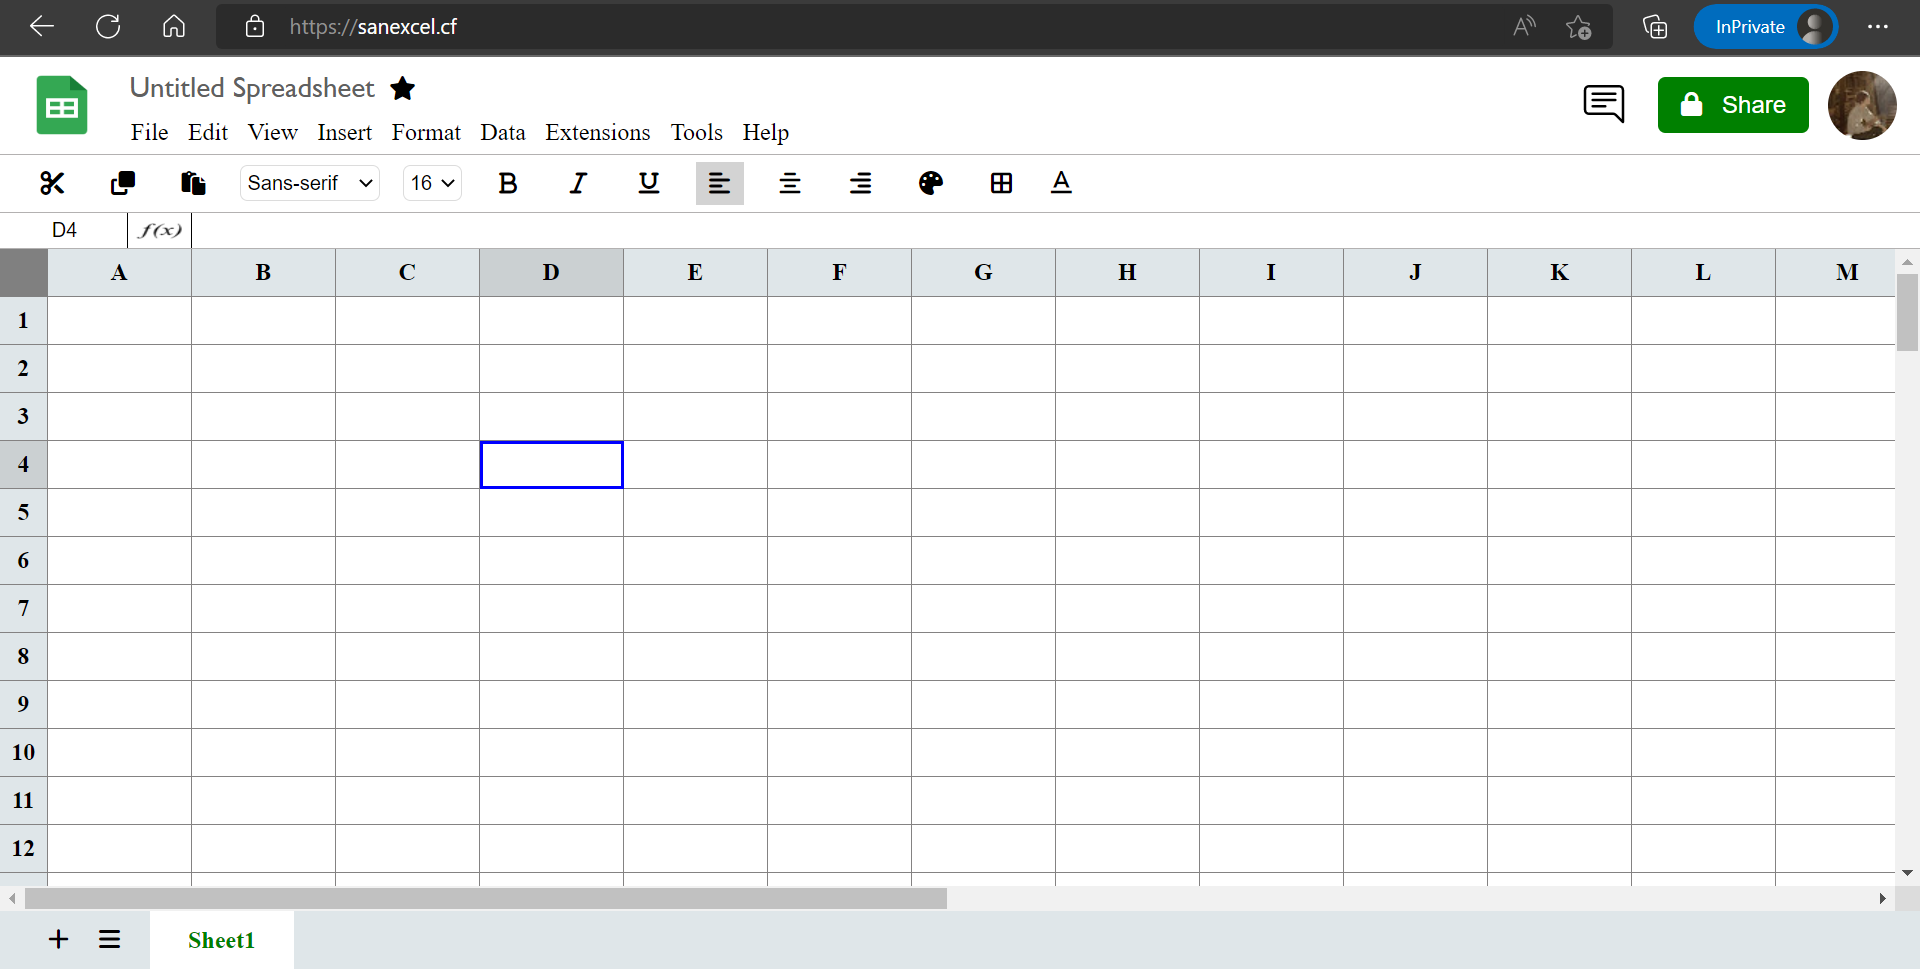 https://sanexcel.cf InPrivate
Untitled Spreadsheet
File Edit View Insert Format Data Extensions Tools Help
Share
Sans-serif 16 B I U A
D4 f(x)
A B C D E F G H I J K L M
1
2
3
4
5
6
7
8
9
10
11
12
Sheet1